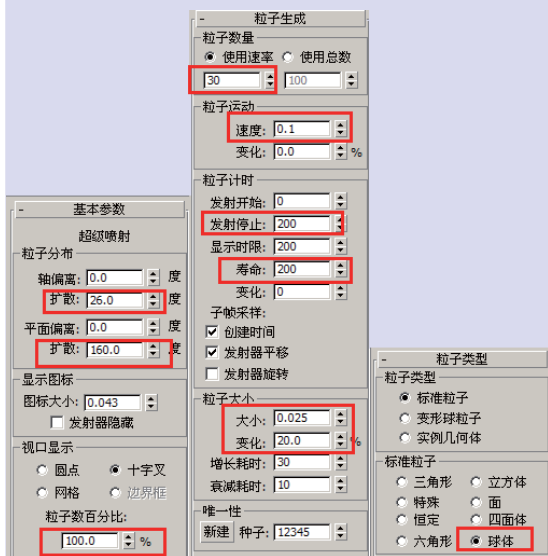 - 基本参数
超级喷射
粒子分布
轴偏离: 0.0 度
扩散: 26.0 度
平面偏离: 0.0 度
扩散: 160.0 度
显示图标
图标大小: 0.043
发射器隐藏
视口显示
圆点 十字叉
网格 边界框
粒子数百分比:
100.0 %
- 粒子生成
粒子数量
使用速率 使用总数
30 100
粒子运动
速度: 0.1
变化: 0.0 %
粒子计时
发射开始: 0
发射停止: 200
显示时限: 200
寿命: 200
变化: 0
子帧采样:
创建时间
发射器平移
发射器旋转
粒子大小
大小: 0.025
变化: 20.0 %
增长耗时: 30
衰减耗时: 10
唯一性
新建 种子: 12345
- 粒子类型
粒子类型
标准粒子
变形球粒子
实例几何体
标准粒子
三角形 立方体
特殊 面
恒定 四面体
六角形 球体